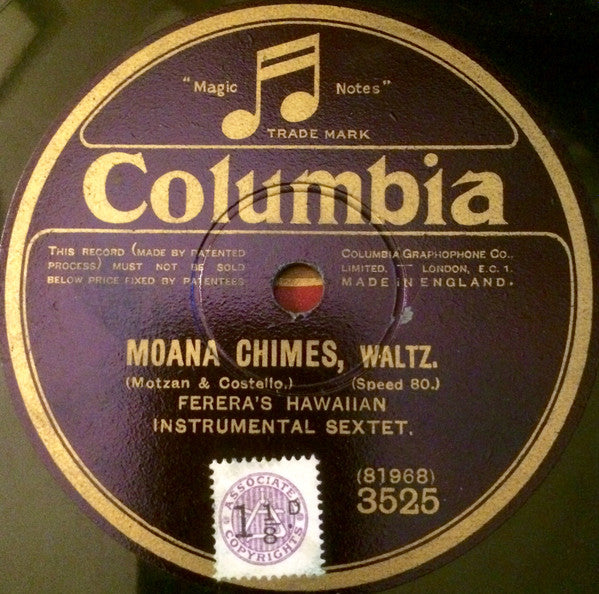 "Magic Notes"
TRADE MARK
Columbia
THIS RECORD (MADE BY PATENTED
PROCESS) MUST NOT BE SOLD
BELOW PRICE FIXED BY PATENTEES
COLUMBIA GRAPHOPHONE CO.,
LIMITED. — LONDON, E.C.1.
MADE IN ENGLAND.
MOANA CHIMES, WALTZ.
(Motzan & Costello.) (Speed 80.)
FERERA'S HAWAIIAN
INSTRUMENTAL SEXTET.
(81968)
3525
ASSOCIATED
1⅛D
COPYRIGHTS